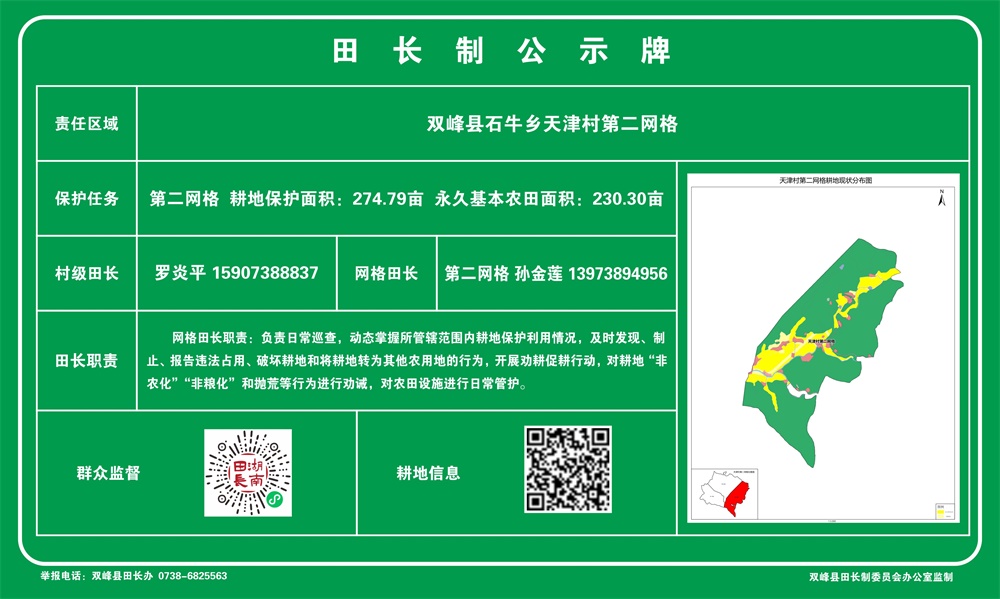 田长制公示牌
责任区域
双峰县石牛乡天津村第二网格
保护任务
第二网格 耕地保护面积：274.79亩 永久基本农田面积：230.30亩
村级田长
罗炎平 15907388837
网格田长
第二网格 孙金莲 13973894956
田长职责
网格田长职责：负责日常巡查，动态掌握所管辖范围内耕地保护利用情况，及时发现、制
止、报告违法占用、破坏耕地和将耕地转为其他农用地的行为，开展劝耕促耕行动，对耕地“非
农化”“非粮化”和抛荒等行为进行劝诫，对农田设施进行日常管护。
群众监督
湖南田長
耕地信息
天津村第二网格耕地现状分布图
N
天津村第二网格
举报电话：双峰县田长办 0738-6825563
双峰县田长制委员会办公室监制